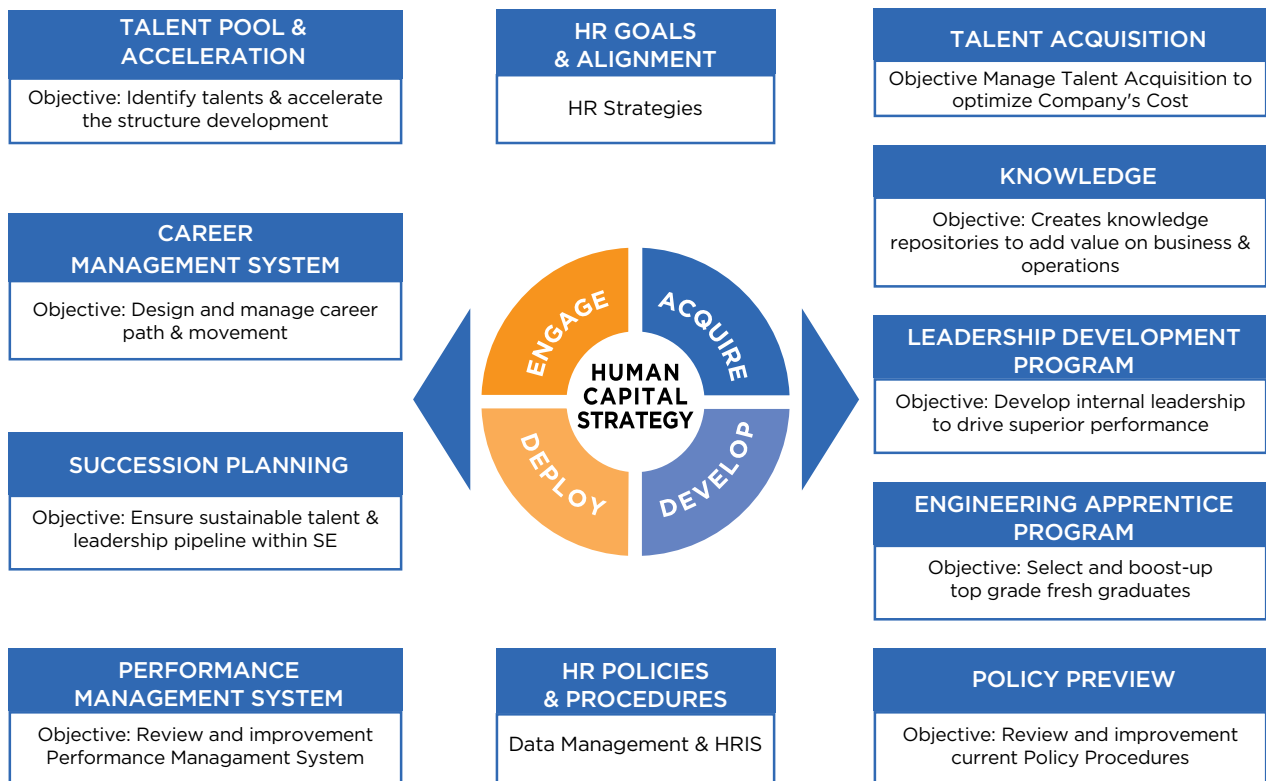 TALENT POOL &
ACCELERATION
Objective: Identify talents & accelerate
the structure development
HR GOALS
& ALIGNMENT
HR Strategies
TALENT ACQUISITION
Objective Manage Talent Acquisition to
optimize Company's Cost
KNOWLEDGE
Objective: Creates knowledge
repositories to add value on business &
operations
CAREER
MANAGEMENT SYSTEM
Objective: Design and manage career
path & movement
ENGAGE
ACQUIRE
HUMAN
CAPITAL
STRATEGY
DEPLOY
DEVELOP
LEADERSHIP DEVELOPMENT
PROGRAM
Objective: Develop internal leadership
to drive superior performance
SUCCESSION PLANNING
Objective: Ensure sustainable talent &
leadership pipeline within SE
ENGINEERING APPRENTICE
PROGRAM
Objective: Select and boost-up
top grade fresh graduates
PERFORMANCE
MANAGEMENT SYSTEM
Objective: Review and improvement
Performance Managament System
HR POLICIES
& PROCEDURES
Data Management & HRIS
POLICY PREVIEW
Objective: Review and improvement
current Policy Procedures